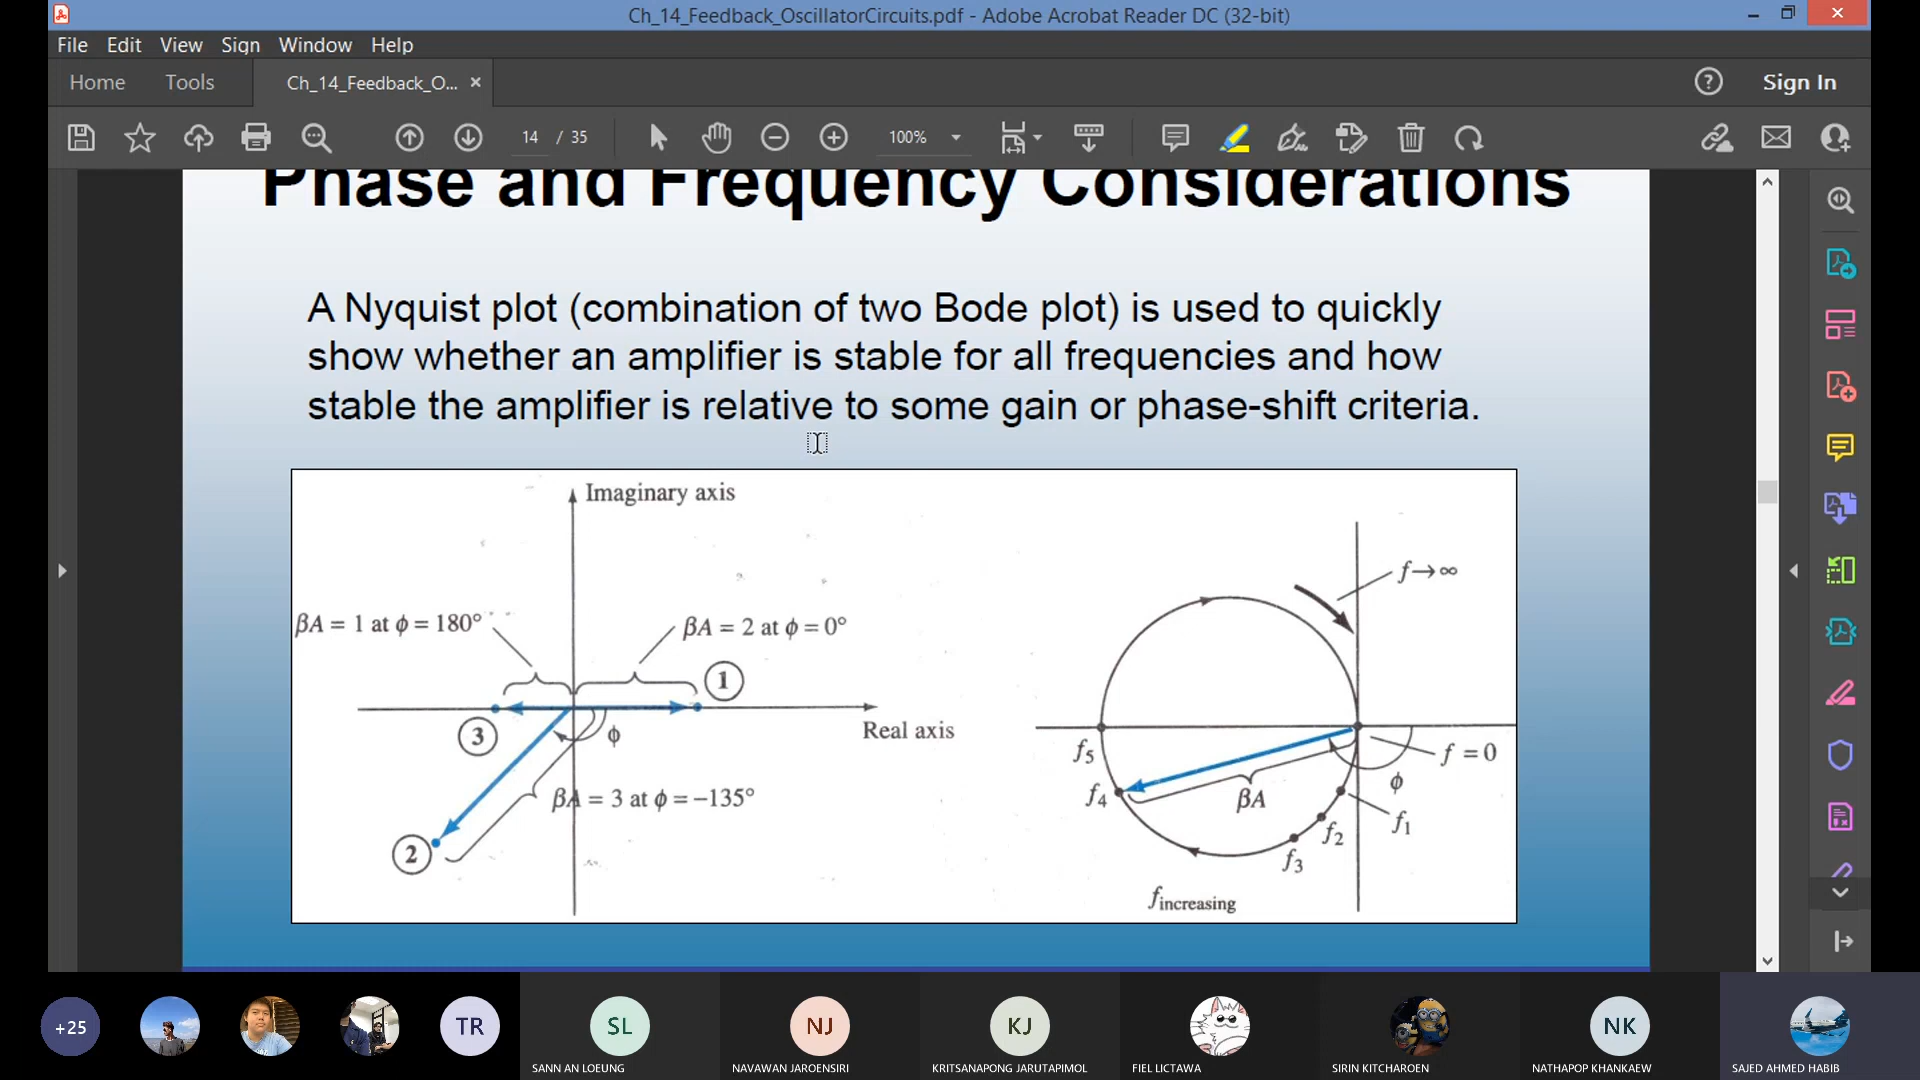 Ch_14_Feedback_OscillatorCircuits.pdf - Adobe Acrobat Reader DC (32-bit)
File Edit View Sign Window Help
Home Tools Ch_14_Feedback_O... × Sign In
14 / 35 100%
Phase and Frequency Considerations
A Nyquist plot (combination of two Bode plot) is used to quickly
show whether an amplifier is stable for all frequencies and how
stable the amplifier is relative to some gain or phase-shift criteria.
Imaginary axis
βA = 1 at ϕ = 180°
βA = 2 at ϕ = 0°
1
3
ϕ
Real axis
βA = 3 at ϕ = −135°
2
f→∞
f5
f = 0
f4
βA
ϕ
f1
f2
f3
fincreasing
+25
TR
SL
NJ
KJ
NK
SANN AN LOEUNG
NAVAWAN JAROENSIRI
KRITSANAPONG JARUTAPIMOL
FIEL LICTAWA
SIRIN KITCHAROEN
NATHAPOP KHANKAEW
SAJED AHMED HABIB